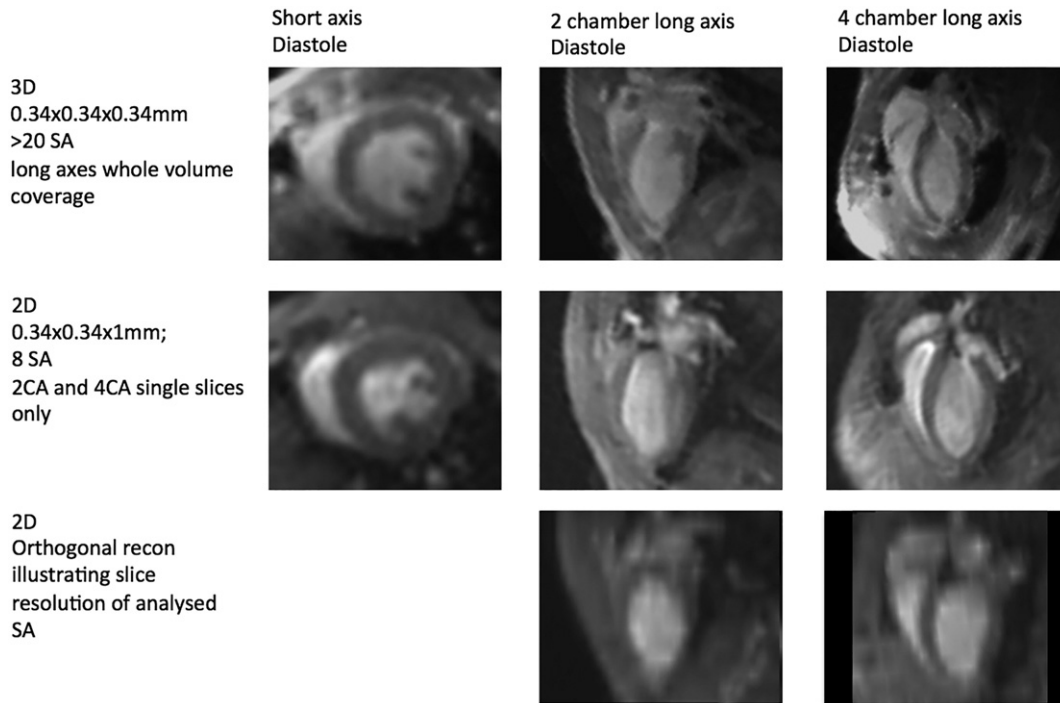 Short axis
Diastole
2 chamber long axis
Diastole
4 chamber long axis
Diastole
3D
0.34x0.34x0.34mm
>20 SA
long axes whole volume
coverage
2D
0.34x0.34x1mm;
8 SA
2CA and 4CA single slices
only
2D
Orthogonal recon
illustrating slice
resolution of analysed
SA